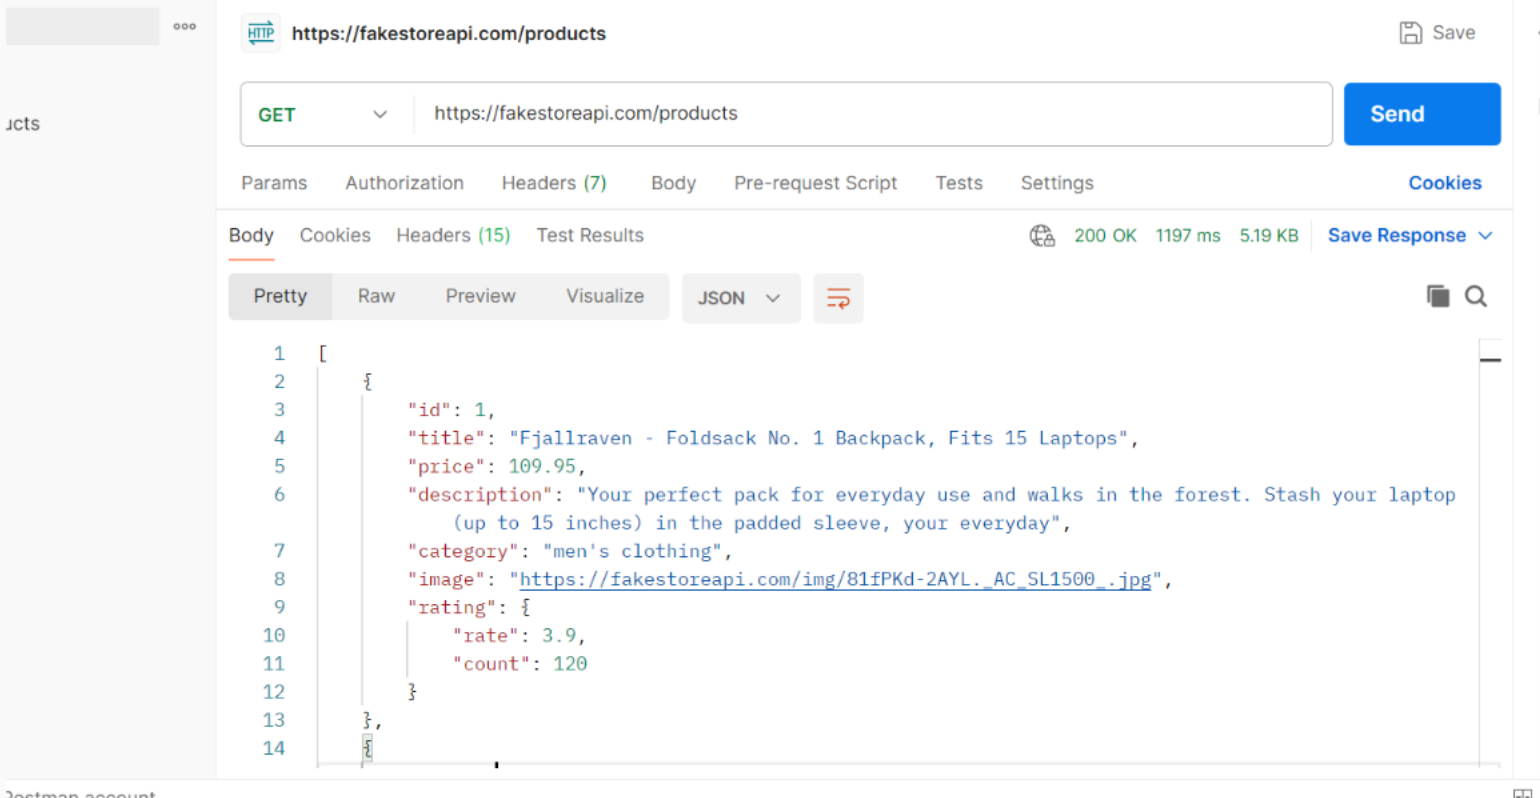 HTTP https://fakestoreapi.com/products Save
GET https://fakestoreapi.com/products Send
Params Authorization Headers (7) Body Pre-request Script Tests Settings Cookies
Body Cookies Headers (15) Test Results 200 OK 1197 ms 5.19 KB Save Response
Pretty Raw Preview Visualize JSON
1 [
2 {
3 "id": 1,
4 "title": "Fjallraven - Foldsack No. 1 Backpack, Fits 15 Laptops",
5 "price": 109.95,
6 "description": "Your perfect pack for everyday use and walks in the forest. Stash your laptop
(up to 15 inches) in the padded sleeve, your everyday",
7 "category": "men's clothing",
8 "image": "https://fakestoreapi.com/img/81fPKd-2AYL._AC_SL1500_.jpg",
9 "rating": {
10 "rate": 3.9,
11 "count": 120
12 }
13 },
14 {